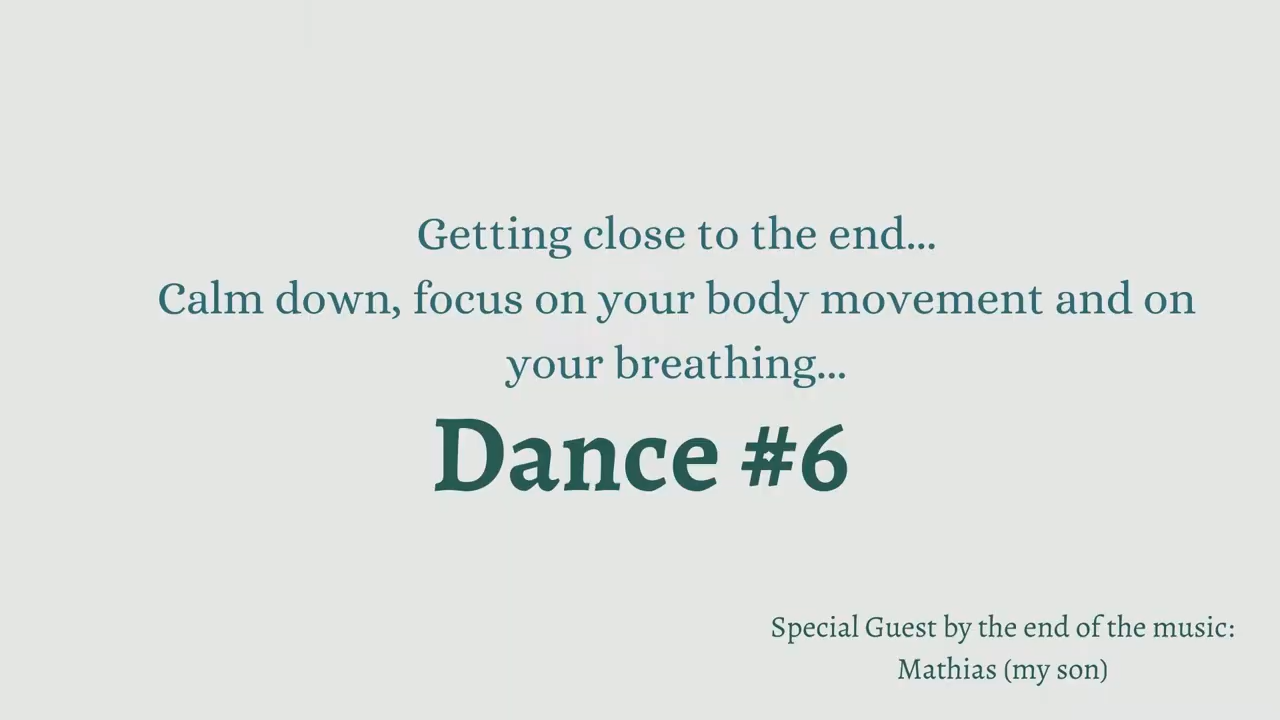 Getting close to the end...
Calm down, focus on your body movement and on
your breathing...
Dance #6
Special Guest by the end of the music:
Mathias (my son)